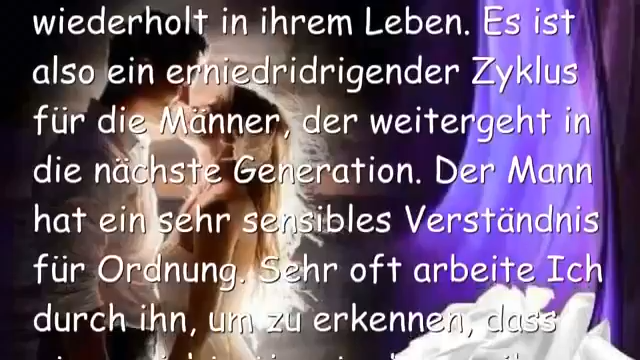 wiederholt in ihrem Leben. Es ist
also ein erniedridrigender Zyklus
für die Männer, der weitergeht in
die nächste Generation. Der Mann
hat ein sehr sensibles Verständnis
für Ordnung. Sehr oft arbeite Ich
durch ihn, um zu erkennen, dass